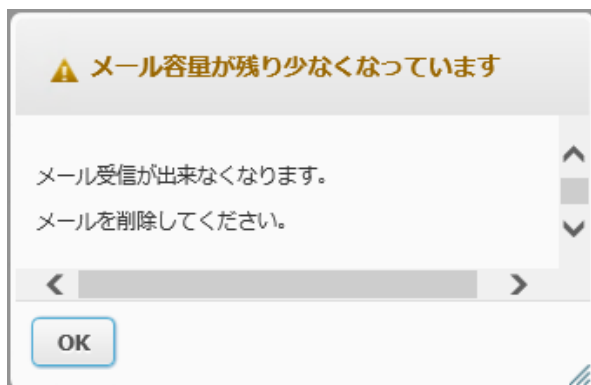 メール容量が残り少なくなっています
メール受信が出来なくなります。
メールを削除してください。
OK